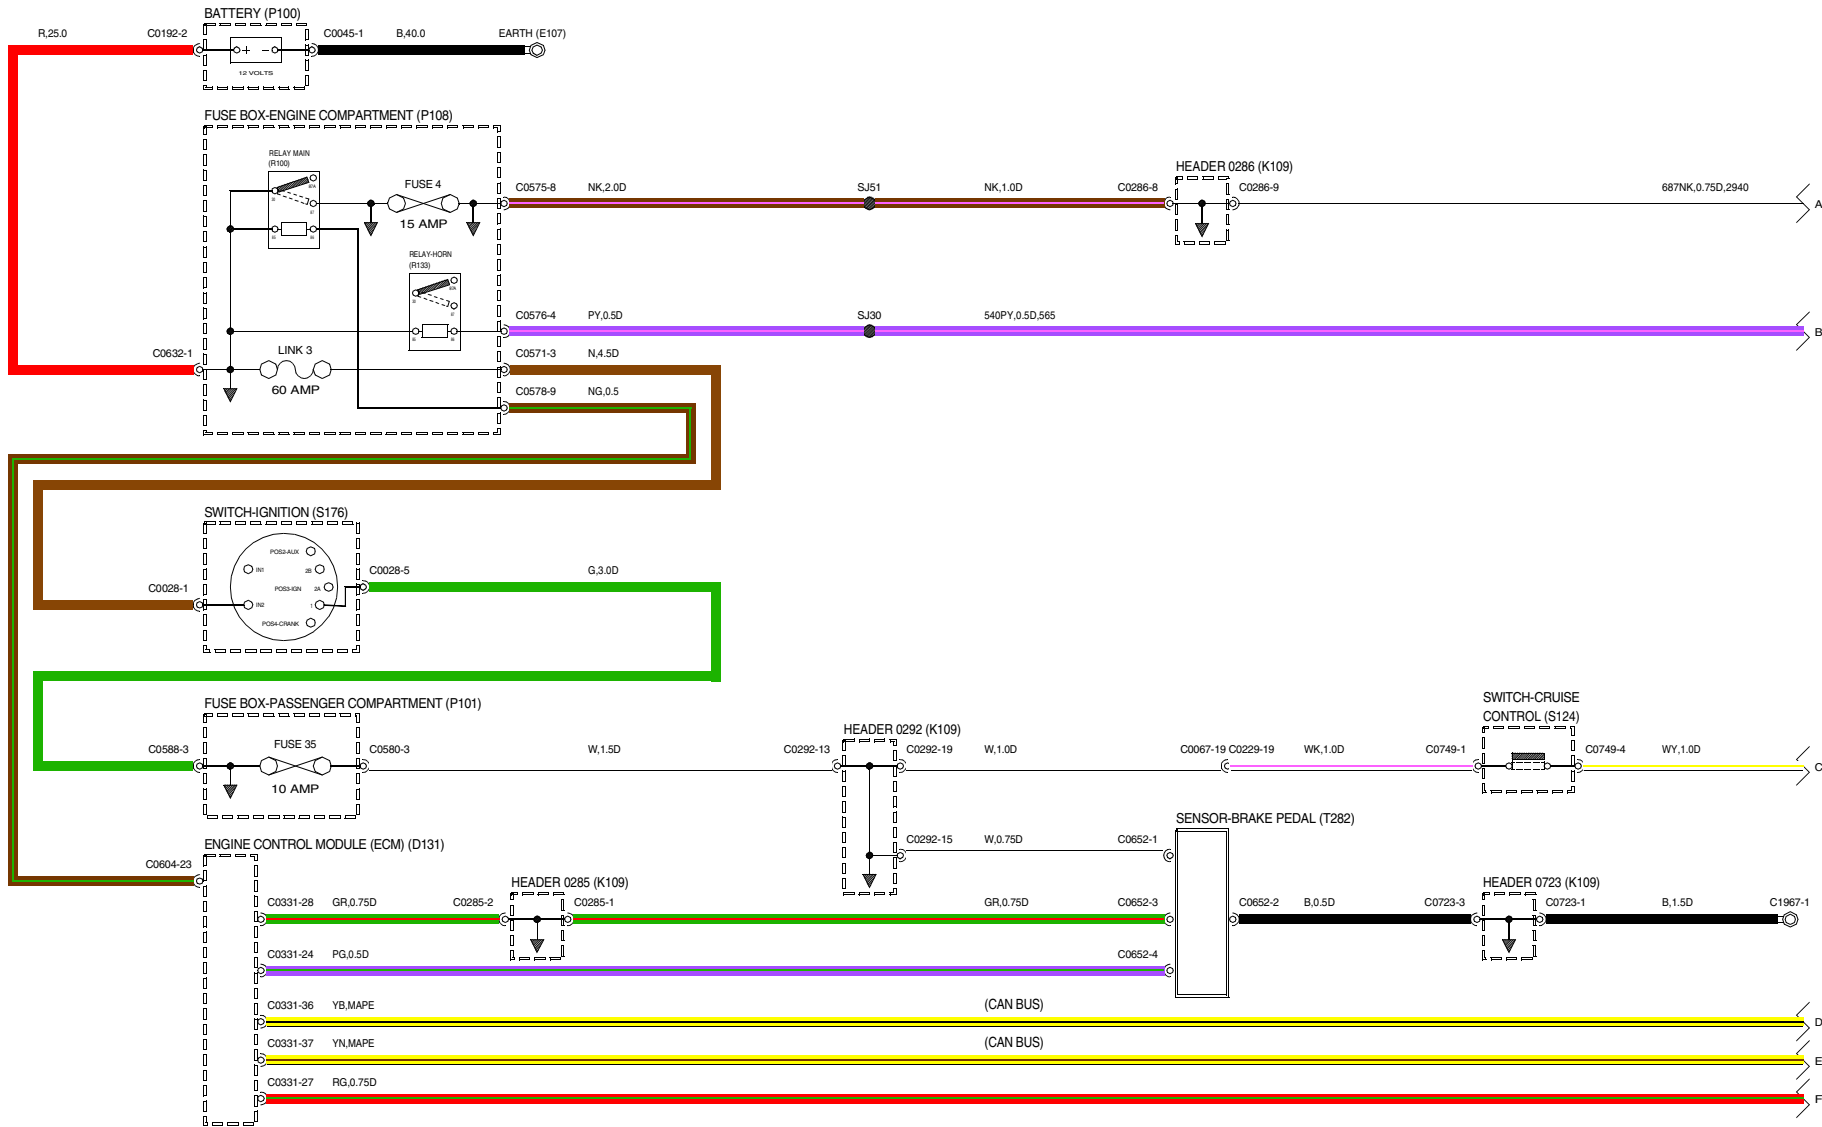 BATTERY (P100)
R,25.0
C0192-2
C0045-1
B,40.0
EARTH (E107)
+ -
12 VOLTS
FUSE BOX-ENGINE COMPARTMENT (P108)
RELAY MAIN
(R100)
87A
30
87
85
86
FUSE 4
15 AMP
C0575-8
NK,2.0D
SJ51
NK,1.0D
C0286-8
HEADER 0286 (K109)
C0286-9
687NK,0.75D,2940
A
RELAY-HORN
(R133)
87A
30
87
85
86
C0576-4
PY,0.5D
SJ30
540PY,0.5D,565
B
C0632-1
LINK 3
60 AMP
C0571-3
N,4.5D
C0578-9
NG,0.5
SWITCH-IGNITION (S176)
POS2-AUX
IN1
2B
POS3-IGN
2A
IN2
1
POS4-CRANK
C0028-1
C0028-5
G,3.0D
FUSE BOX-PASSENGER COMPARTMENT (P101)
C0588-3
FUSE 35
10 AMP
C0580-3
W,1.5D
C0292-13
HEADER 0292 (K109)
C0292-19
W,1.0D
C0067-19 C0229-19
WK,1.0D
C0749-1
SWITCH-CRUISE
CONTROL (S124)
C0749-4
WY,1.0D
C
C0292-15
W,0.75D
C0652-1
SENSOR-BRAKE PEDAL (T282)
ENGINE CONTROL MODULE (ECM) (D131)
C0604-23
C0331-28
GR,0.75D
C0285-2
HEADER 0285 (K109)
C0285-1
GR,0.75D
C0652-3
C0652-2
B,0.5D
C0723-3
HEADER 0723 (K109)
C0723-1
B,1.5D
C1967-1
C0331-24
PG,0.5D
C0652-4
C0331-36
YB,MAPE
(CAN BUS)
D
C0331-37
YN,MAPE
(CAN BUS)
E
C0331-27
RG,0.75D
F